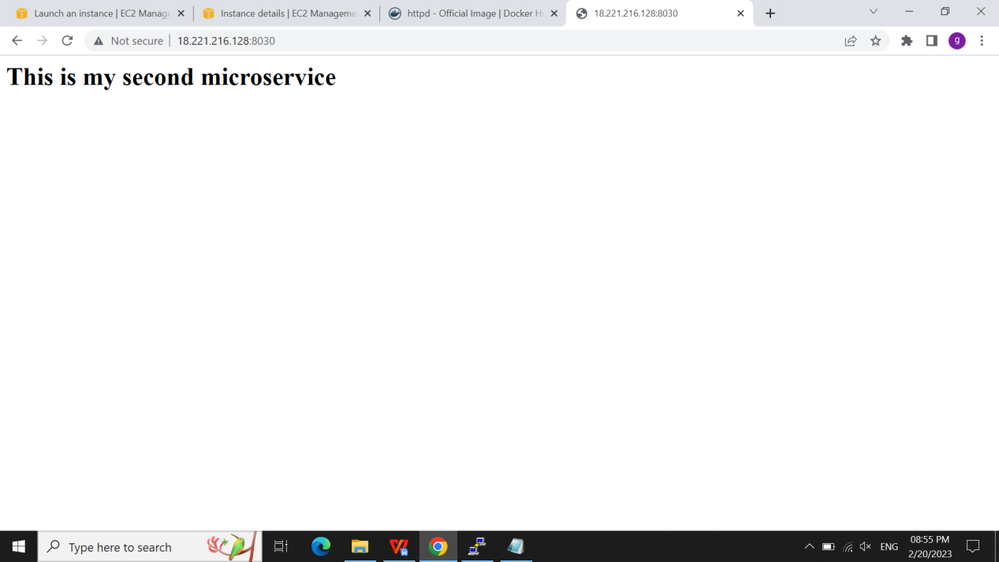 Launch an instance | EC2 Manage
Instance details | EC2 Manageme
httpd - Official Image | Docker Hu
18.221.216.128:8030
Not secure
18.221.216.128:8030
g
This is my second microservice
Type here to search
ENG
08:55 PM
2/20/2023